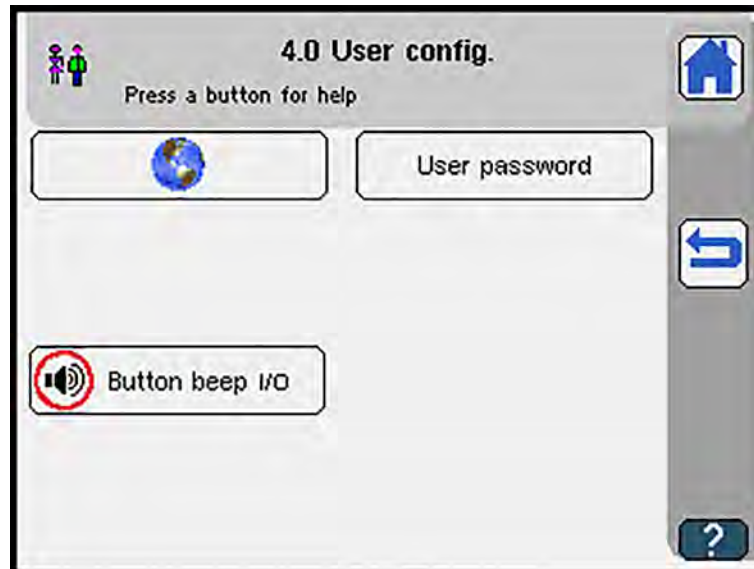 4.0 User config.
Press a button for help
User password
Button beep I/O
?